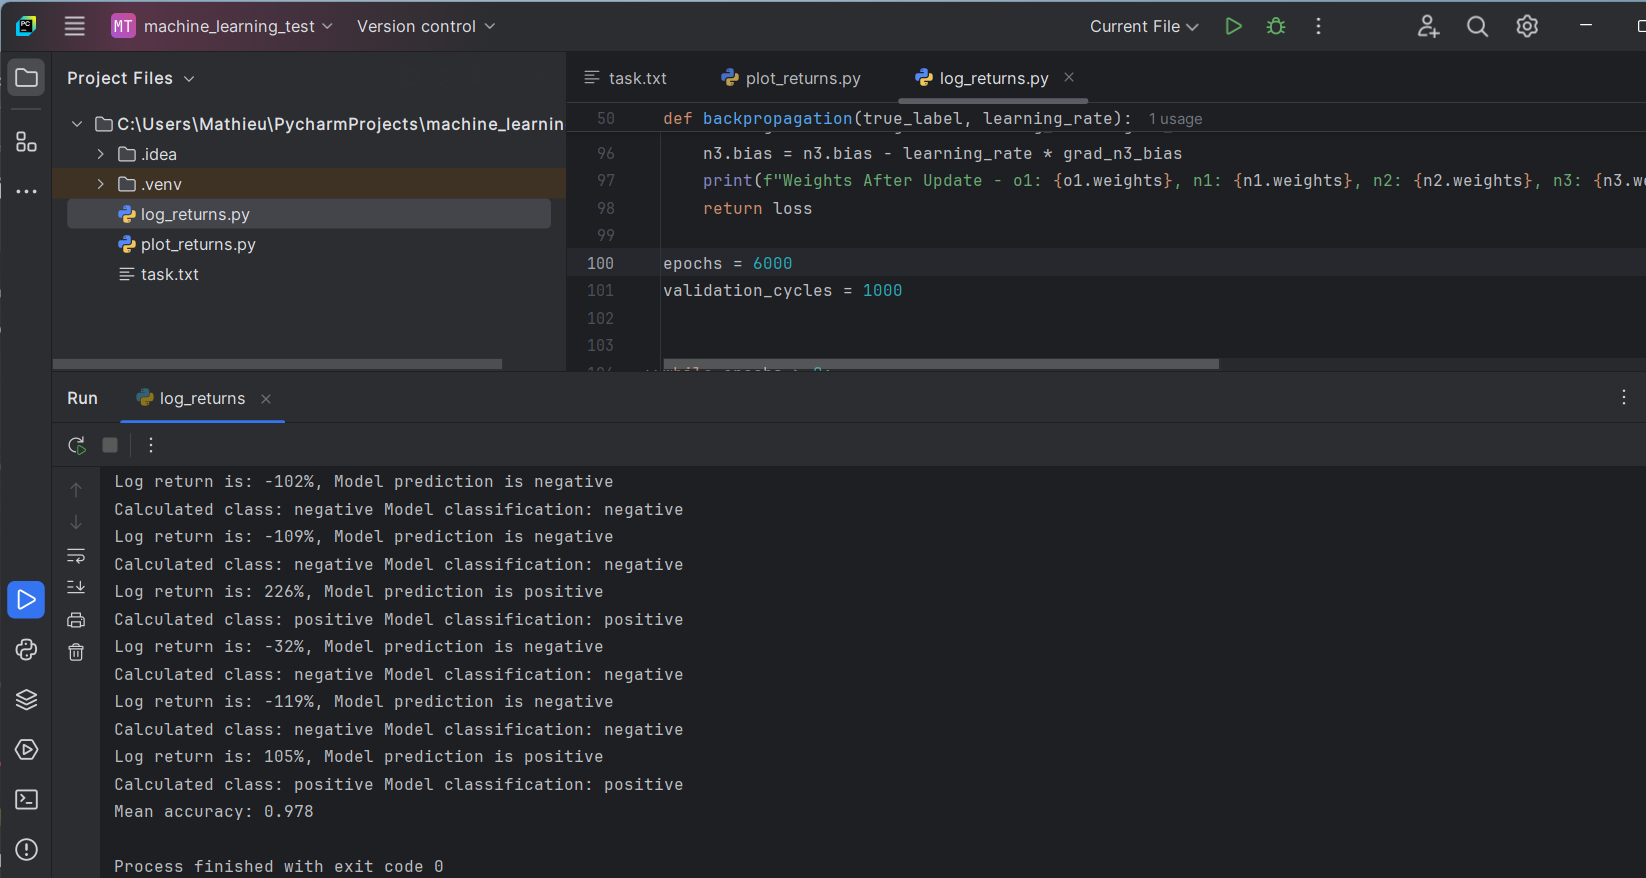 PC
MT machine_learning_test Version control Current File
Project Files
C:\Users\Mathieu\PycharmProjects\machine_learnin
.idea
.venv
log_returns.py
plot_returns.py
task.txt
task.txt plot_returns.py log_returns.py
50 def backpropagation(true_label, learning_rate): 1 usage
96 n3.bias = n3.bias - learning_rate * grad_n3_bias
97 print(f"Weights After Update - o1: {o1.weights}, n1: {n1.weights}, n2: {n2.weights}, n3: {n3.we
98 return loss
99
100 epochs = 6000
101 validation_cycles = 1000
102
103
Run log_returns
Log return is: -102%, Model prediction is negative
Calculated class: negative Model classification: negative
Log return is: -109%, Model prediction is negative
Calculated class: negative Model classification: negative
Log return is: 226%, Model prediction is positive
Calculated class: positive Model classification: positive
Log return is: -32%, Model prediction is negative
Calculated class: negative Model classification: negative
Log return is: -119%, Model prediction is negative
Calculated class: negative Model classification: negative
Log return is: 105%, Model prediction is positive
Calculated class: positive Model classification: positive
Mean accuracy: 0.978
Process finished with exit code 0